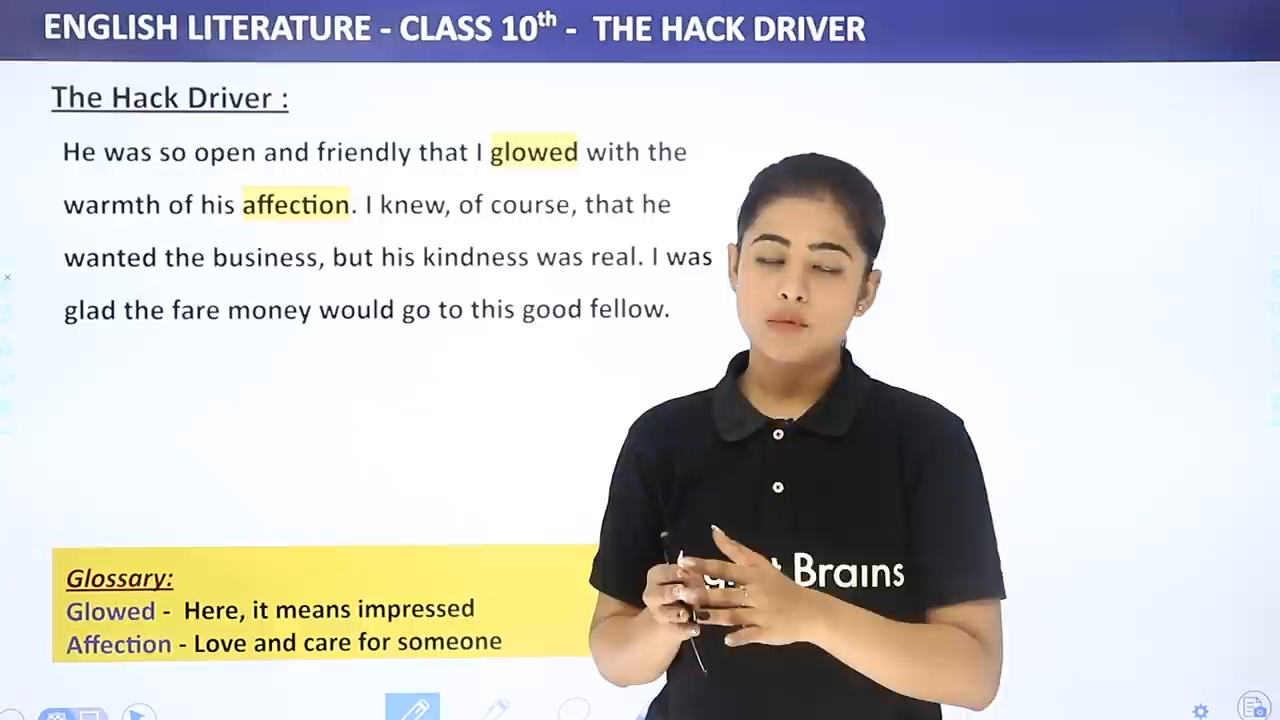 ENGLISH LITERATURE - CLASS 10th - THE HACK DRIVER
The Hack Driver :
He was so open and friendly that I glowed with the
warmth of his affection. I knew, of course, that he
wanted the business, but his kindness was real. I was
glad the fare money would go to this good fellow.
Brains
Glossary:
Glowed - Here, it means impressed
Affection - Love and care for someone